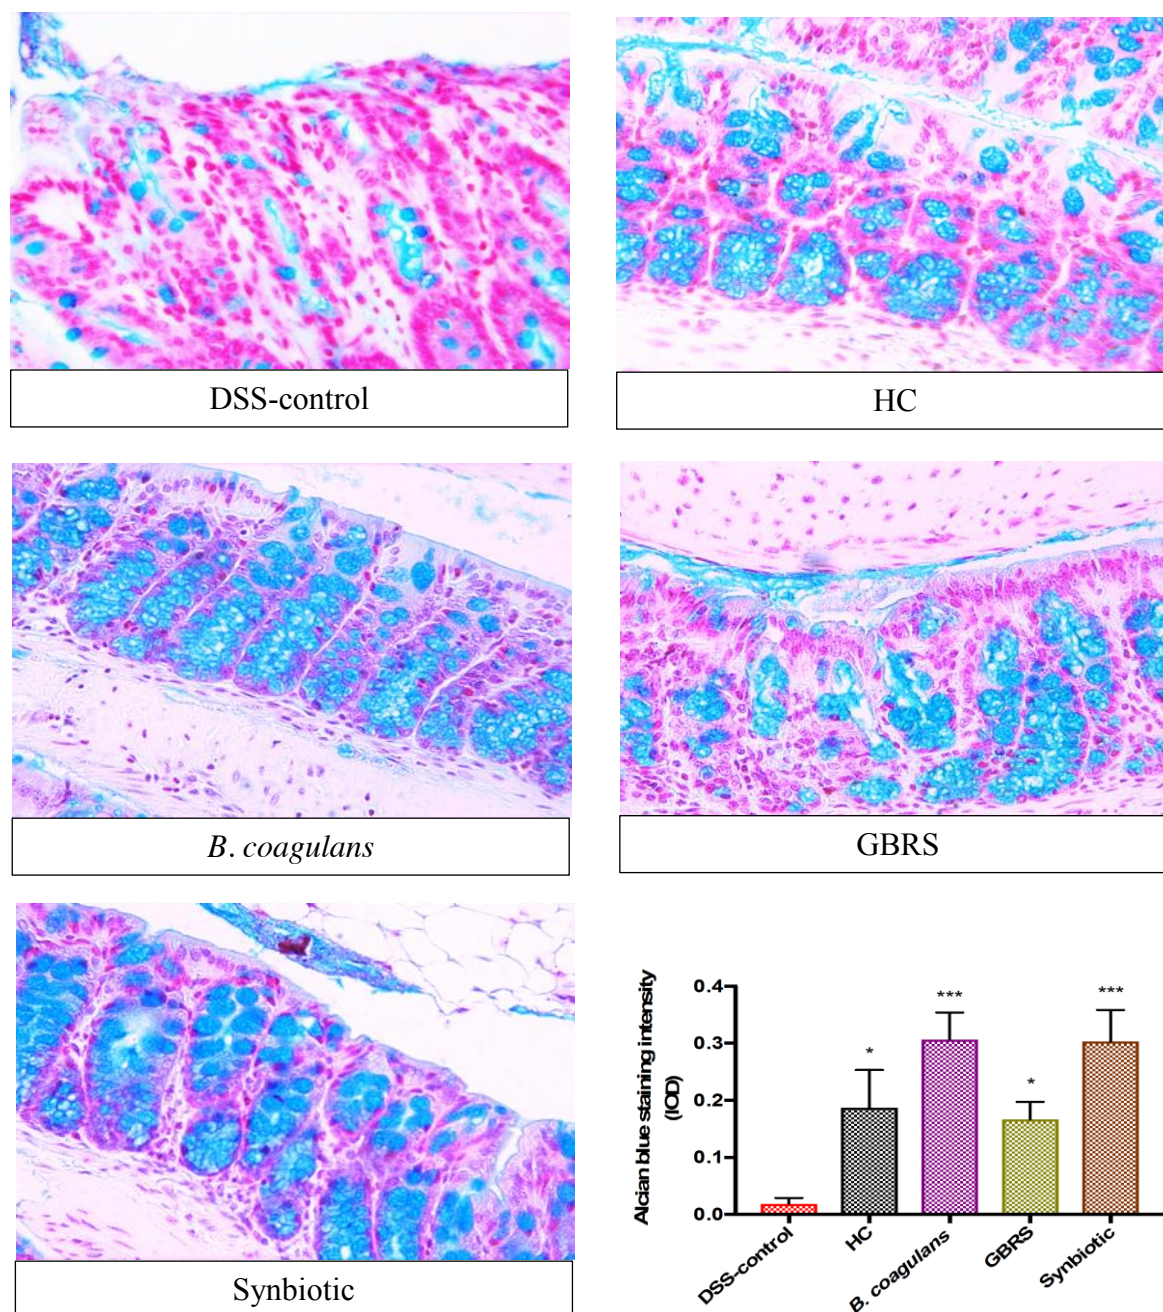 DSS-control
HC
B. coagulans
GBRS
Synbiotic
Alcian blue staining intensity
(IOD)
0.4
0.3
0.2
0.1
0.0
*
***
*
***
DSS-control
HC
B. coagulans
GBRS
Synbiotic